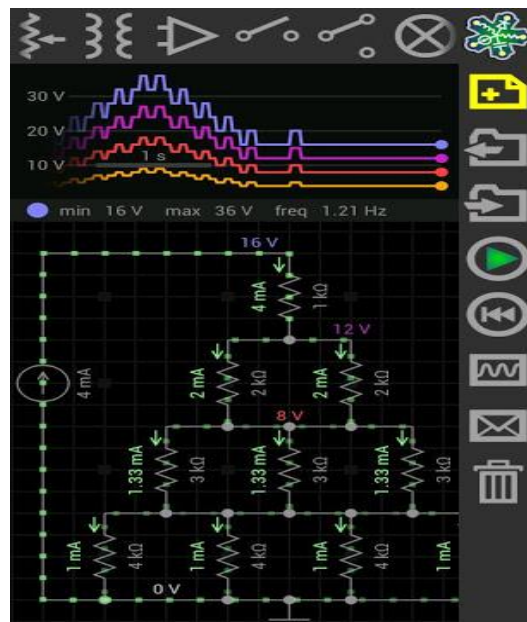 30 V
20 V
10 V
1 s
min 16 V max 36 V freq 1.21 Hz
16 V
4 mA
1 kΩ
12 V
4 mA
2 mA
2 kΩ
2 mA
2 kΩ
8 V
1.33 mA
3 kΩ
1.33 mA
3 kΩ
1.33 mA
3 kΩ
1 mA
4 kΩ
1 mA
4 kΩ
1 mA
4 kΩ
1 m
0 V